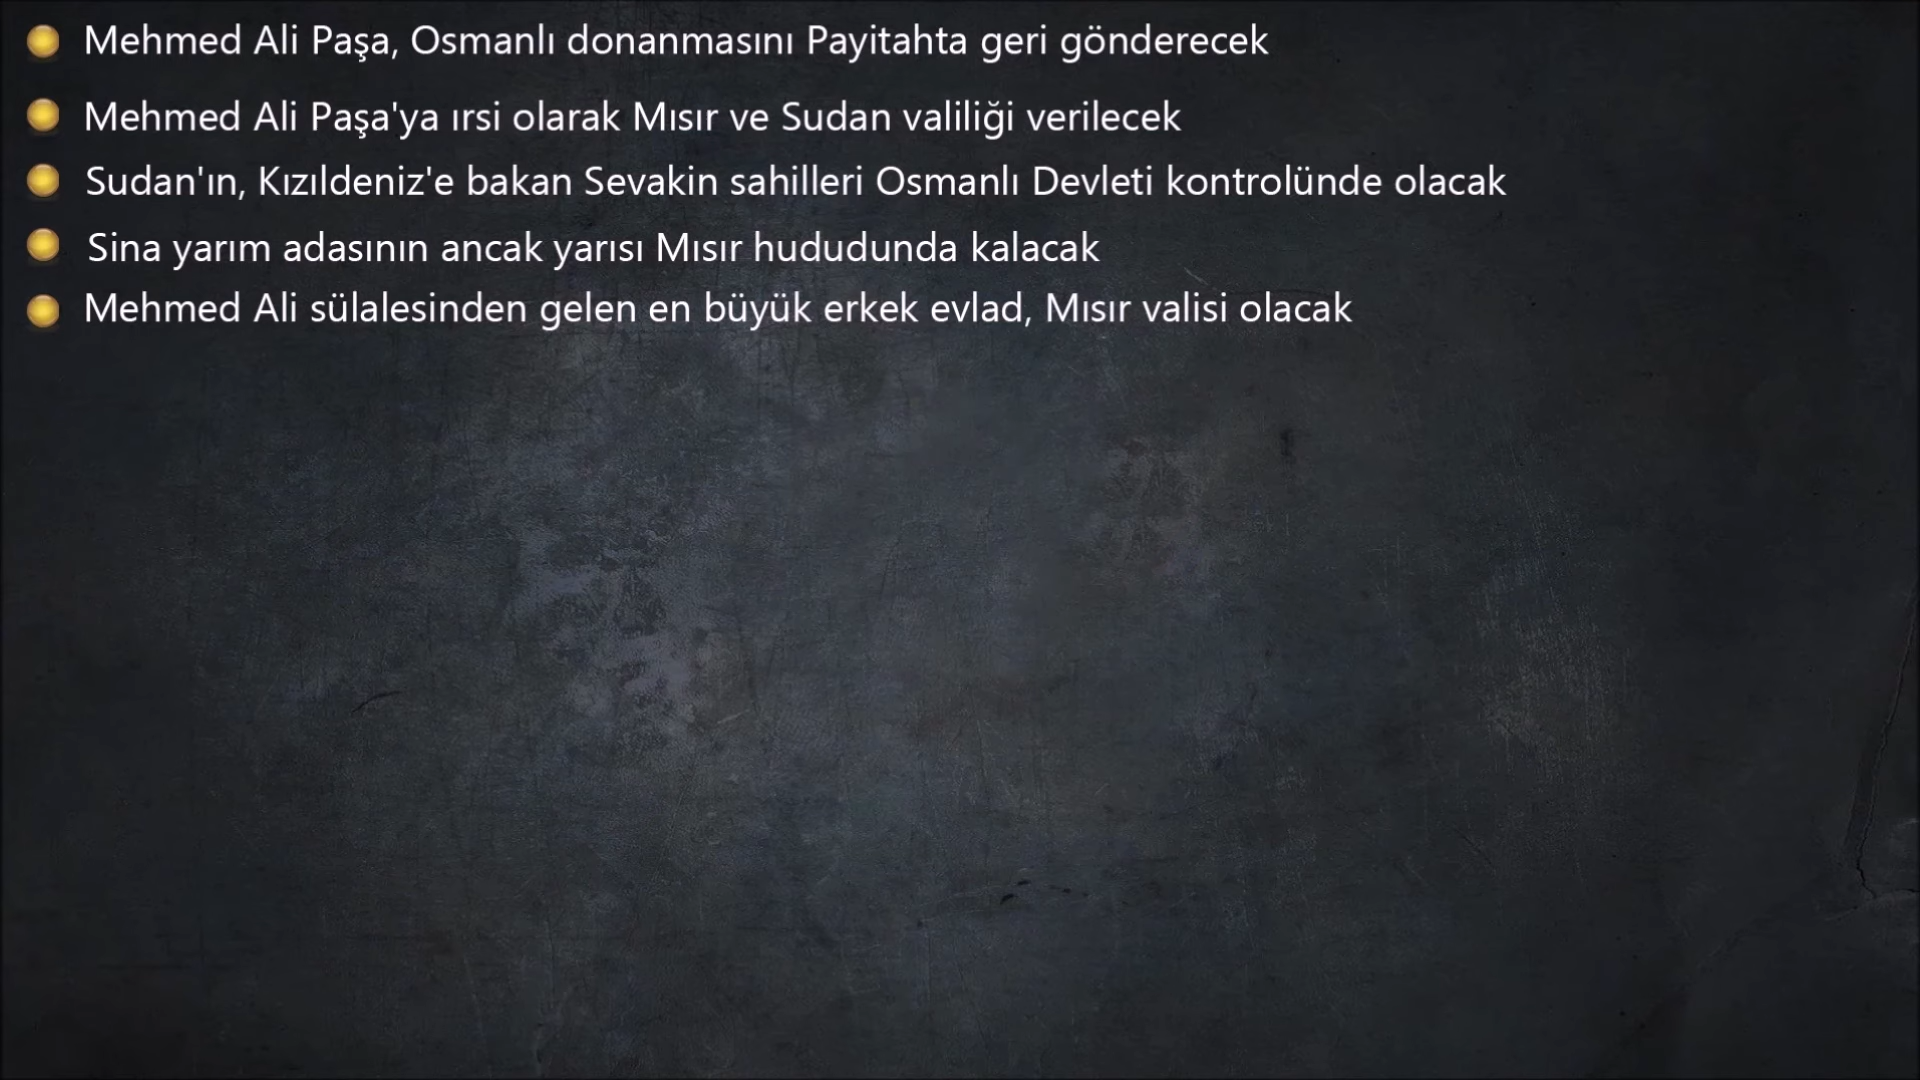 Mehmed Ali Paşa, Osmanlı donanmasını Payitahta geri gönderecek
Mehmed Ali Paşa'ya ırsi olarak Mısır ve Sudan valiliği verilecek
Sudan'ın, Kızıldeniz'e bakan Sevakin sahilleri Osmanlı Devleti kontrolünde olacak
Sina yarım adasının ancak yarısı Mısır hududunda kalacak
Mehmed Ali sülalesinden gelen en büyük erkek evlad, Mısır valisi olacak